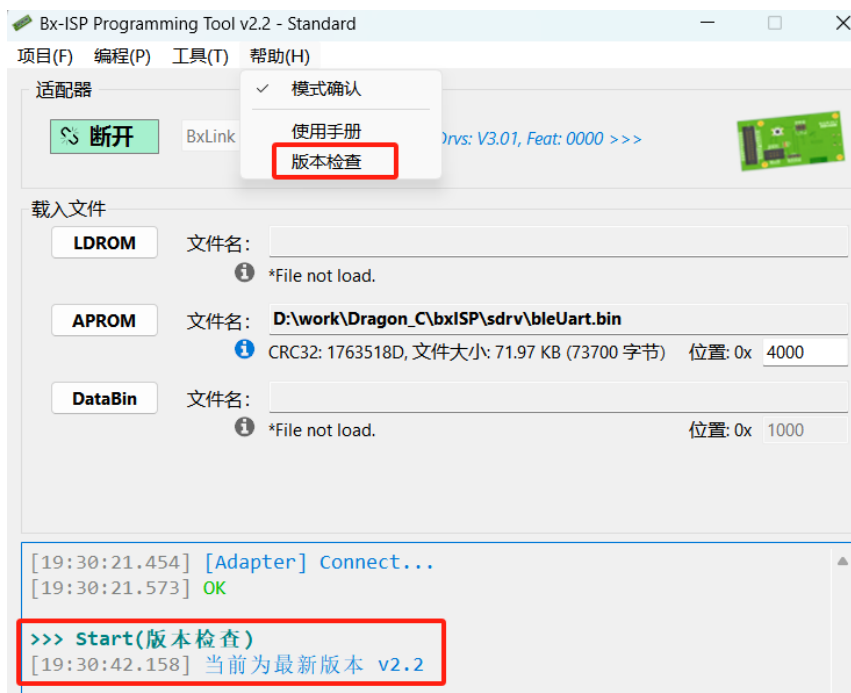 Bx-ISP Programming Tool v2.2 - Standard
项目(F) 编程(P) 工具(T) 帮助(H)
适配器
✓ 模式确认
断开 BxLink 使用手册 Drvs: V3.01, Feat: 0000 >>>
版本检查
载入文件
LDROM 文件名:
*File not load.
APROM 文件名: D:\work\Dragon_C\bxISP\sdrv\bleUart.bin
CRC32: 1763518D, 文件大小: 71.97 KB (73700 字节) 位置: 0x 4000
DataBin 文件名:
*File not load. 位置: 0x 1000
[19:30:21.454] [Adapter] Connect...
[19:30:21.573] OK
>>> Start(版本检查)
[19:30:42.158] 当前为最新版本 v2.2